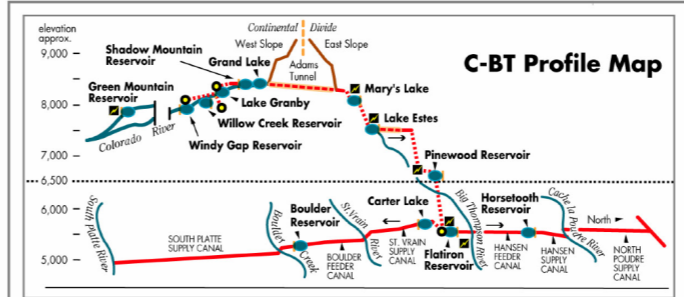 elevation
approx.
9,000
8,000
7,000
6,500
6,000
5,000
Continental Divide
West Slope
East Slope
Adams
Tunnel
C-BT Profile Map
Shadow Mountain
Reservoir
Grand Lake
Green Mountain
Reservoir
Lake Granby
Willow Creek Reservoir
Windy Gap Reservoir
Colorado River
Mary's Lake
Lake Estes
Pinewood Reservoir
South Platte River
SOUTH PLATTE
SUPPLY CANAL
Boulder
Creek
Boulder
Reservoir
BOULDER
FEEDER
CANAL
St. Vrain
River
ST. VRAIN
SUPPLY
CANAL
Carter Lake
Flatiron
Reservoir
Big Thompson River
HANSEN
FEEDER
CANAL
Horsetooth
Reservoir
HANSEN
SUPPLY
CANAL
Cache la Poudre River
North
NORTH
POUDRE
SUPPLY
CANAL